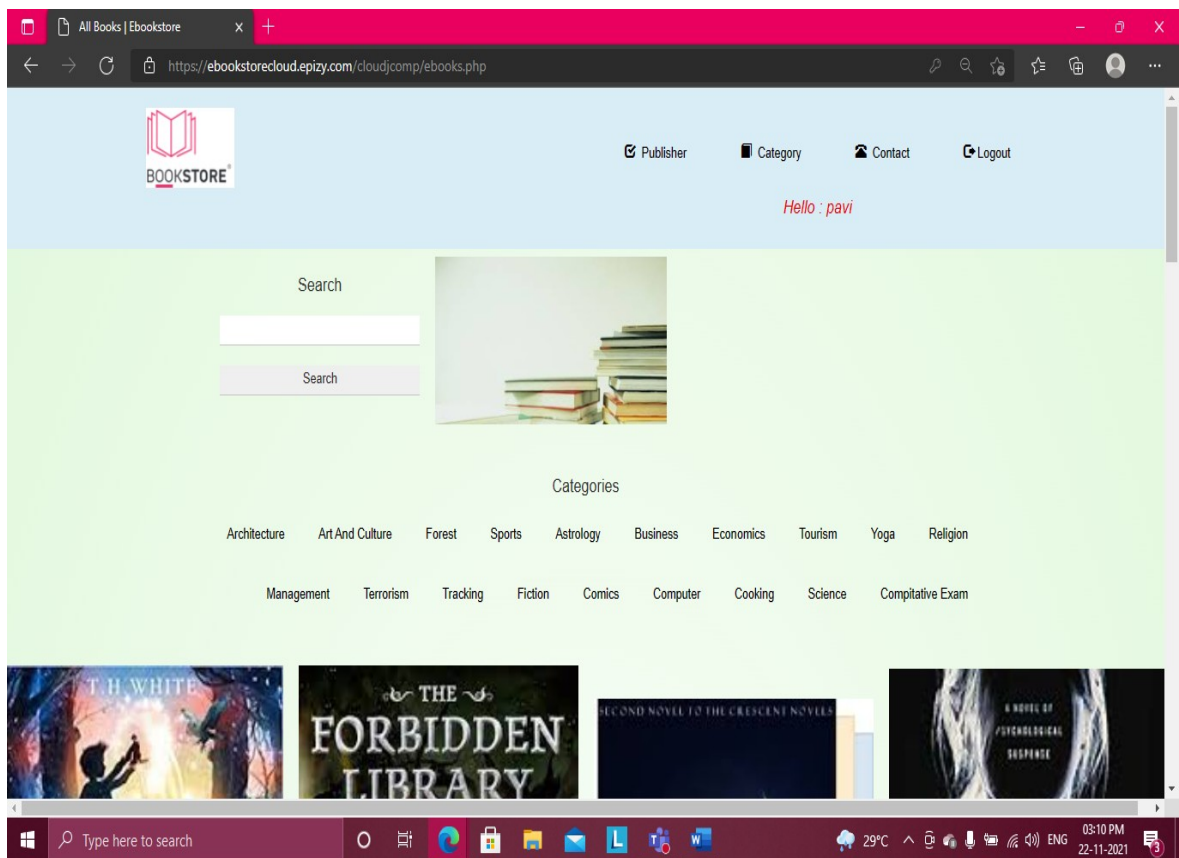 All Books | Ebookstore
https://ebookstorecloud.epizy.com/cloudjcomp/ebooks.php
BOOKSTORE®
Publisher Category Contact Logout
Hello : pavi
Search
Search
Categories
Architecture Art And Culture Forest Sports Astrology Business Economics Tourism Yoga Religion
Management Terrorism Tracking Fiction Comics Computer Cooking Science Compitative Exam
T.H. WHITE
THE
FORBIDDEN
LIBRARY
SECOND NOVEL TO THE CRESCENT NOVELS
A NOVEL OF
PSYCHOLOGICAL
SUSPENSE
Type here to search
L
W
29°C ENG 03:10 PM
22-11-2021
3